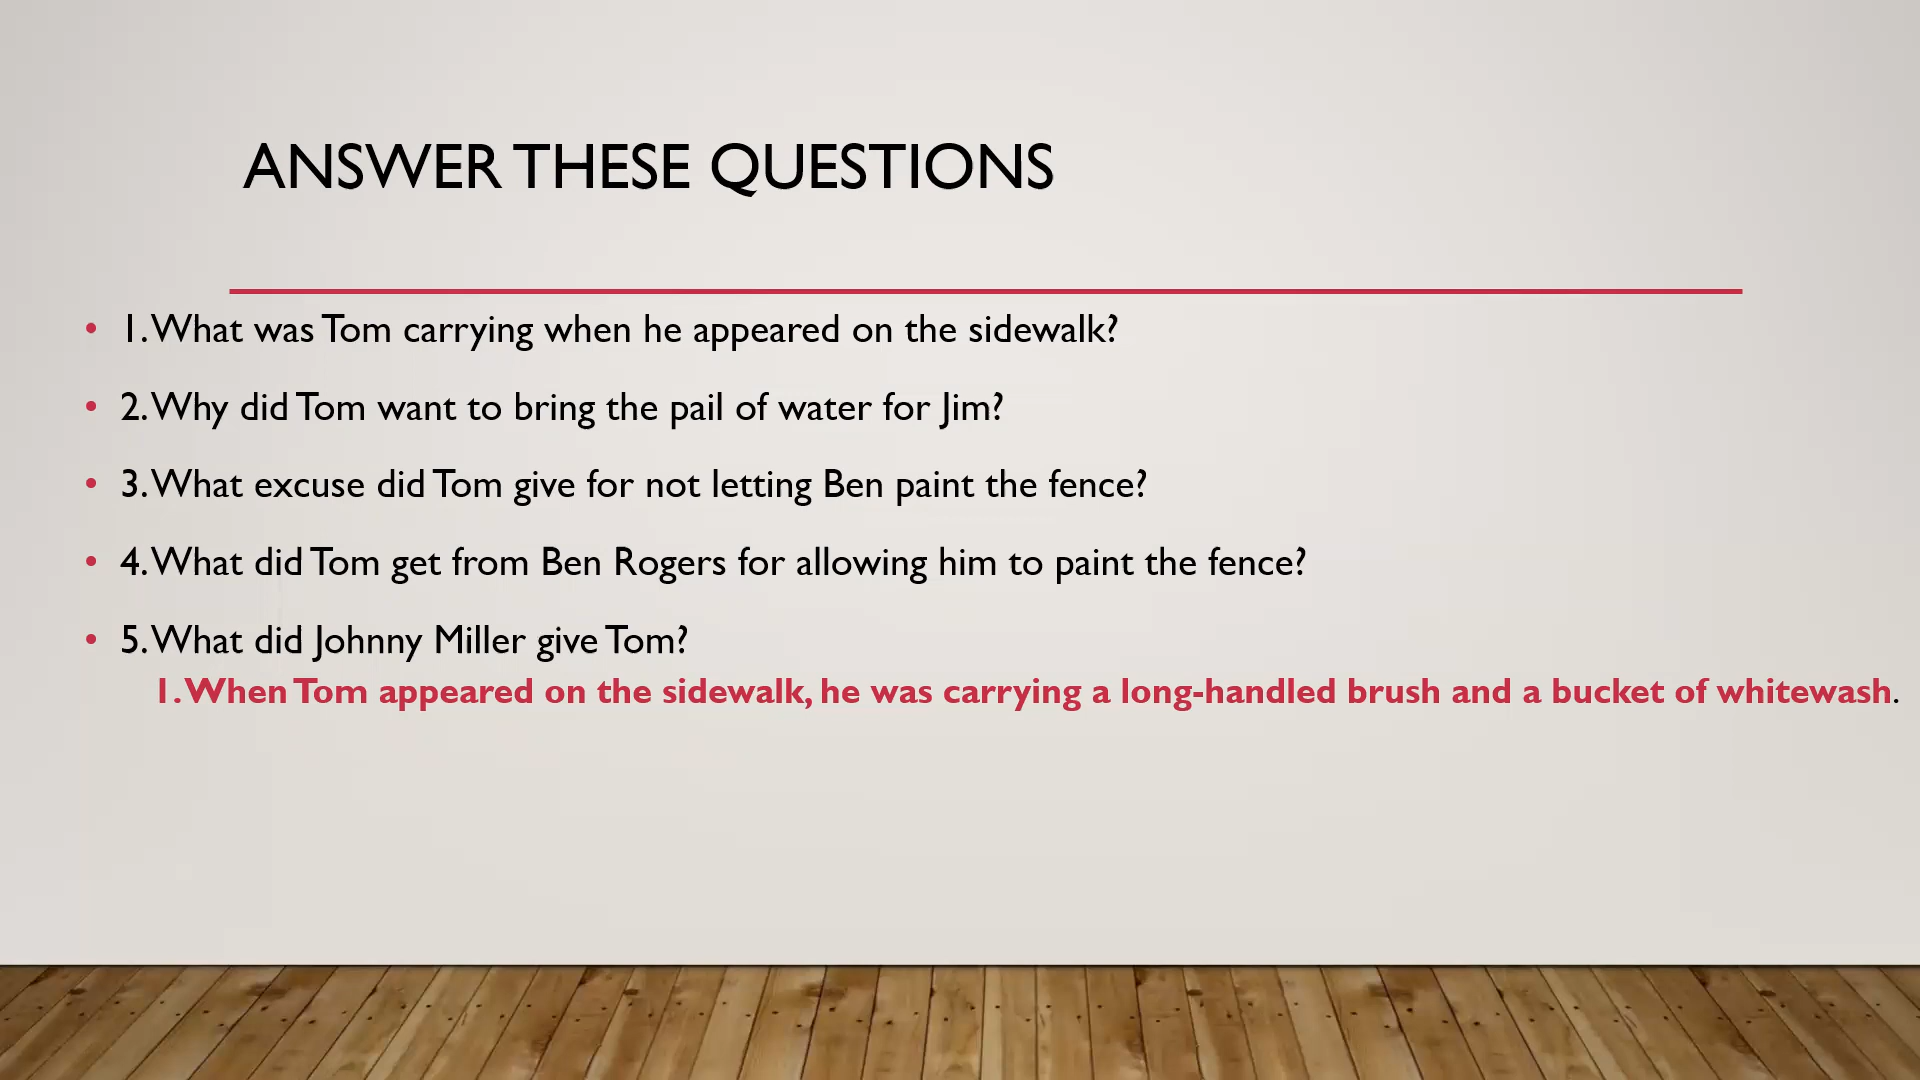 ANSWER THESE QUESTIONS
• 1. What was Tom carrying when he appeared on the sidewalk?
• 2. Why did Tom want to bring the pail of water for Jim?
• 3. What excuse did Tom give for not letting Ben paint the fence?
• 4. What did Tom get from Ben Rogers for allowing him to paint the fence?
• 5. What did Johnny Miller give Tom?
1. When Tom appeared on the sidewalk, he was carrying a long-handled brush and a bucket of whitewash.